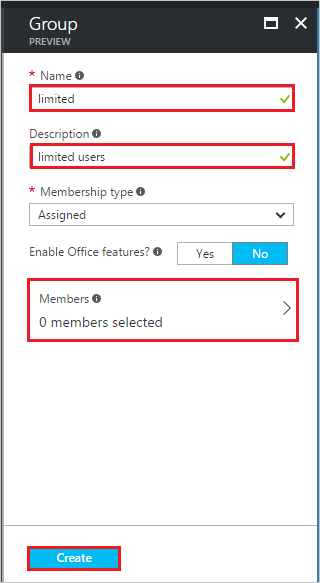 Group
PREVIEW
* Name
limited
Description
limited users
* Membership type
Assigned
Enable Office features? Yes No
Members
0 members selected
Create